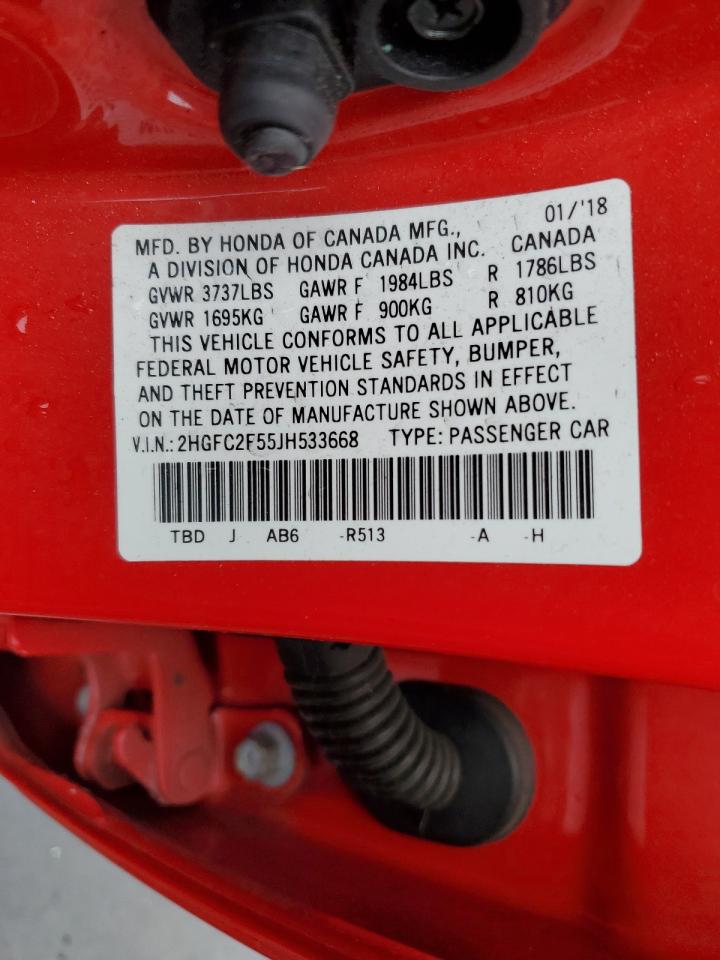 01/'18
MFD. BY HONDA OF CANADA MFG.,
A DIVISION OF HONDA CANADA INC. CANADA
GVWR 3737LBS GAWR F 1984LBS R 1786LBS
GVWR 1695KG GAWR F 900KG R 810KG
THIS VEHICLE CONFORMS TO ALL APPLICABLE
FEDERAL MOTOR VEHICLE SAFETY, BUMPER,
AND THEFT PREVENTION STANDARDS IN EFFECT
ON THE DATE OF MANUFACTURE SHOWN ABOVE.
V.I.N.: 2HGFC2F55JH533668 TYPE: PASSENGER CAR
TBD J AB6 -R513 -A -H